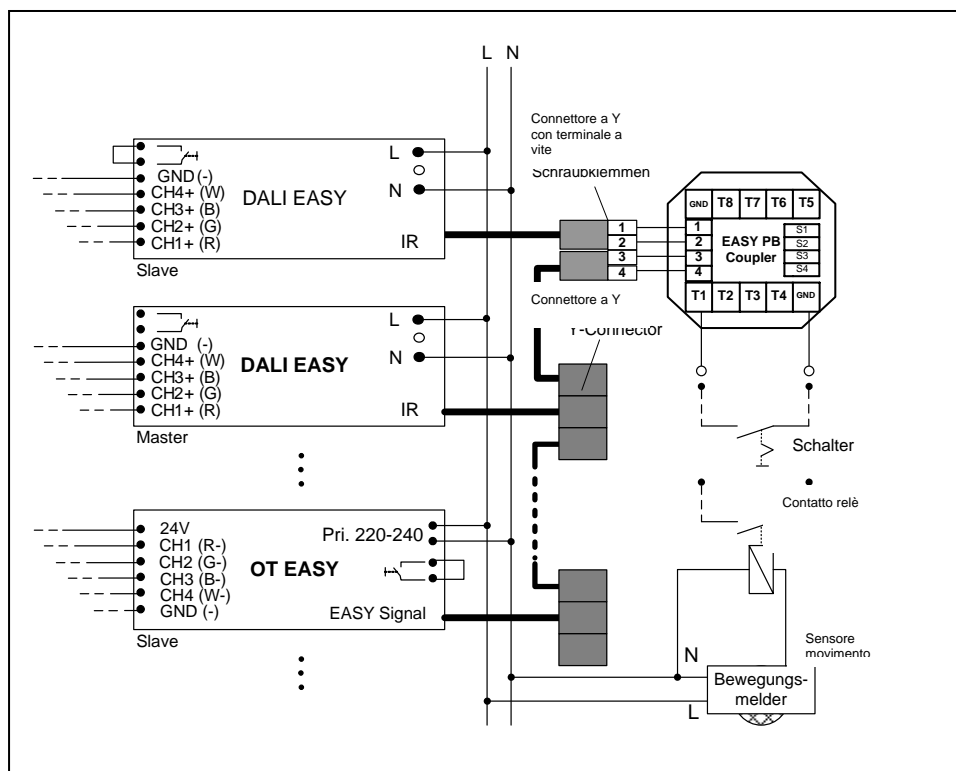 L N
L
N
IR
DALI EASY
GND (-)
CH4+ (W)
CH3+ (B)
CH2+ (G)
CH1+ (R)
Slave
Connettore a Y
con terminale a
vite
Schraubklemmen
1
2
3
4
GND T8 T7 T6 T5
1
2
3
4
EASY PB
Coupler
S1
S2
S3
S4
T1 T2 T3 T4 GND
Connettore a Y
Y-Connector
L
N
IR
DALI EASY
GND (-)
CH4+ (W)
CH3+ (B)
CH2+ (G)
CH1+ (R)
Master
Schalter
Contatto relè
24V
CH1 (R-)
CH2 (G-)
CH3 (B-)
CH4 (W-)
GND (-)
Pri. 220-240
OT EASY
EASY Signal
Slave
Sensore
movimento
N
L
Bewegungs-
melder